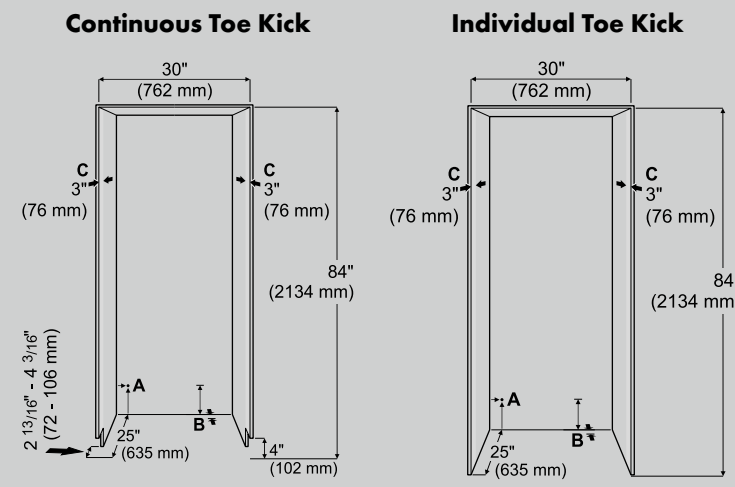 Continuous Toe Kick
30"
(762 mm)
C
3"
(76 mm)
C
3"
(76 mm)
84"
(2134 mm)
2 13/16" - 4 3/16"
(72 - 106 mm)
A
B
25"
(635 mm)
4"
(102 mm)
Individual Toe Kick
30"
(762 mm)
C
3"
(76 mm)
C
3"
(76 mm)
84
(2134 mm
A
B
25"
(635 mm)